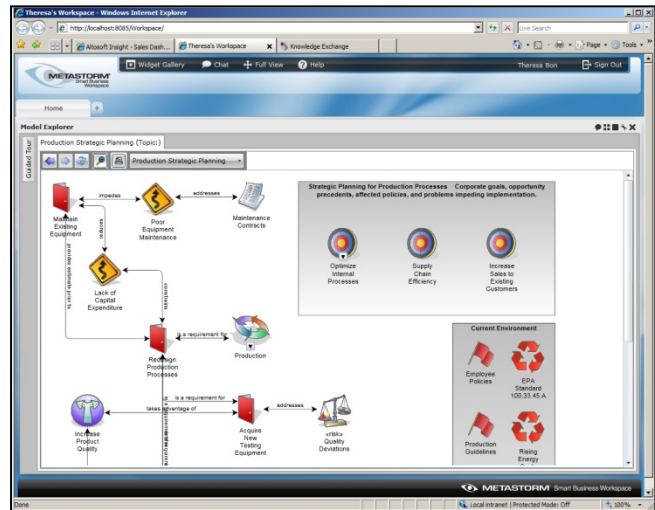 Theresa's Workspace - Windows Internet Explorer
http://localhost:8085/Workspace/
Live Search
Altosoft Insight - Sales Dash...
Theresa's Workspace
Knowledge Exchange
Page
Tools
METASTORM
Smart Business
Workspace
Widget Gallery
Chat
Full View
Help
Theresa Bon
Sign Out
Home
Model Explorer
Guided Tour
Production Strategic Planning (Topic)
Production Strategic Planning
Maintain
Existing
Equipment
impedes
Poor
Equipment
Maintenance
addresses
Maintenance
Contracts
Lack of
Capital
Expenditure
constrains
Redesign
Production
Processes
is a requirement for
Production
is a requirement for
takes advantage of
Increase
Product
Quality
Acquire
New
Testing
Equipment
addresses
«risk»
Quality
Deviations
Strategic Planning for Production Processes Corporate goals, opportunity
precedents, affected policies, and problems impeding implementation.
Optimize
Internal
Processes
Supply
Chain
Efficiency
Increase
Sales to
Existing
Customers
Current Environment
Employee
Policies
EPA
Standard
100.33.45.A
Production
Guidelines
Rising
Energy
METASTORM Smart Business Workspace
Done
Local intranet | Protected Mode: Off
100%